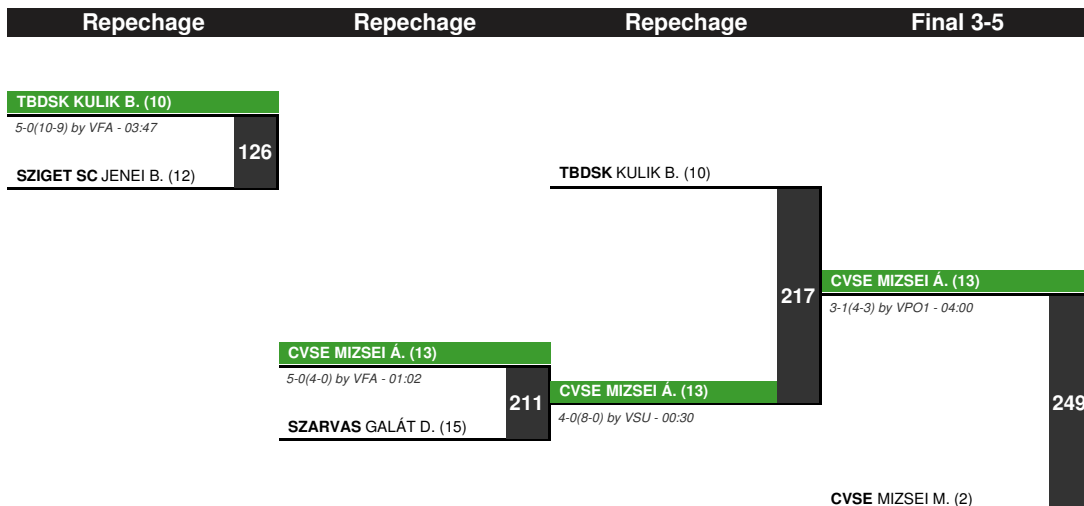 Repechage Repechage Repechage Final 3-5
TBDSK KULIK B. (10)
5-0(10-9) by VFA - 03:47
126
SZIGET SC JENEI B. (12)
TBDSK KULIK B. (10)
217
CVSE MIZSEI Á. (13)
3-1(4-3) by VPO1 - 04:00
CVSE MIZSEI Á. (13)
5-0(4-0) by VFA - 01:02
211
SZARVAS GALÁT D. (15)
CVSE MIZSEI Á. (13)
4-0(8-0) by VSU - 00:30
249
CVSE MIZSEI M. (2)